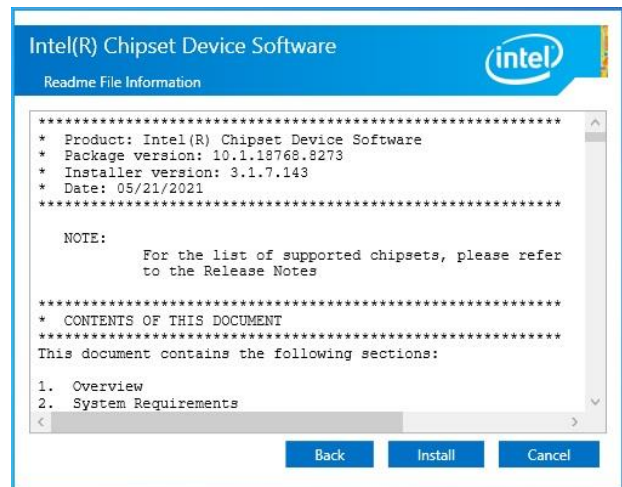 Intel(R) Chipset Device Software
intel
Readme File Information
************************************************************
*  Product: Intel(R) Chipset Device Software
*  Package version: 10.1.18768.8273
*  Installer version: 3.1.7.143
*  Date: 05/21/2021
************************************************************
NOTE:
For the list of supported chipsets, please refer
to the Release Notes
************************************************************
*  CONTENTS OF THIS DOCUMENT
************************************************************
This document contains the following sections:
1.  Overview
2.  System Requirements
Back Install Cancel